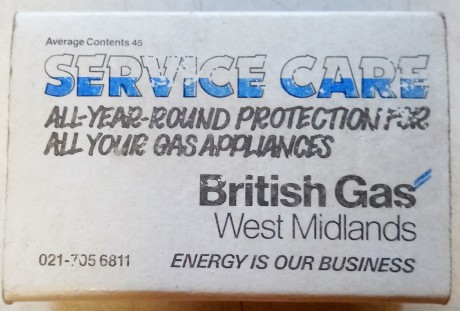 Average Contents 45
SERVICE CARE
ALL-YEAR-ROUND PROTECTION FOR
ALL YOUR GAS APPLIANCES
British Gas
West Midlands
021-705 6811 ENERGY IS OUR BUSINESS